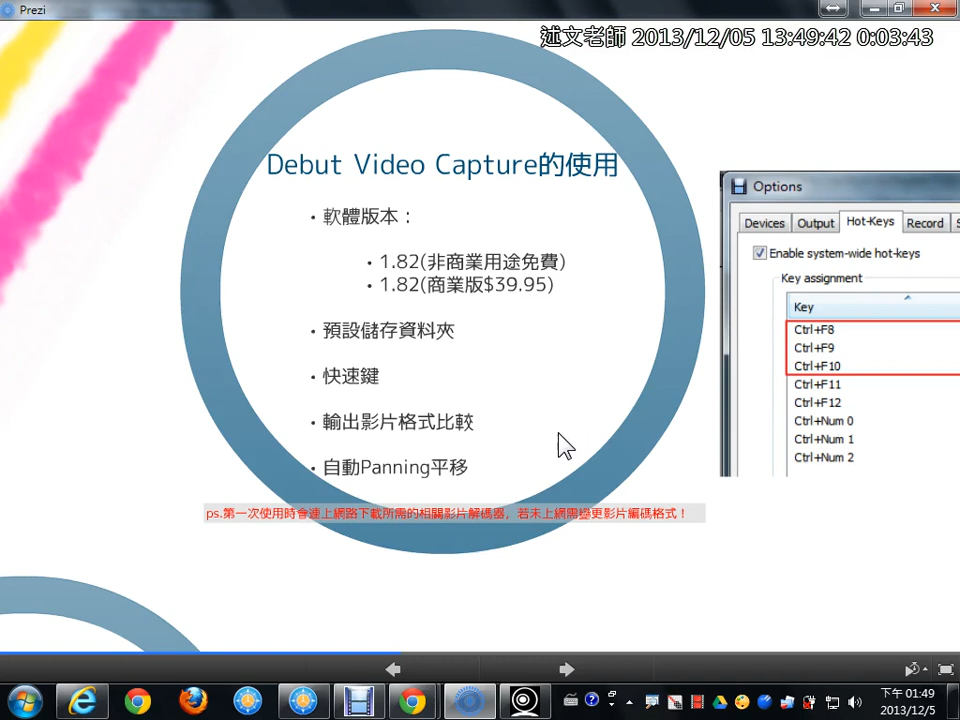 Prezi
述文老師 2013/12/05 13:49:42 0:03:43
Debut Video Capture的使用
・軟體版本：
・1.82(非商業用途免費)
・1.82(商業版$39.95)
・預設儲存資料夾
・快速鍵
・輸出影片格式比較
・自動Panning平移
ps.第一次使用時會連上網路下載所需的相關影片解碼器，若未上網需變更影片編碼格式！
Options
Devices Output Hot-Keys Record S
Enable system-wide hot-keys
Key assignment
Key
Ctrl+F8
Ctrl+F9
Ctrl+F10
Ctrl+F11
Ctrl+F12
Ctrl+Num 0
Ctrl+Num 1
Ctrl+Num 2
下午 01:49
2013/12/5